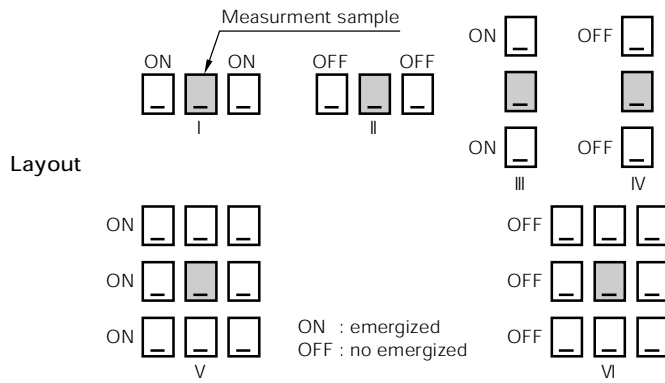 Measurment sample
ON ON
OFF OFF
Ⅰ
Ⅱ
ON OFF
ON OFF
Ⅲ Ⅳ
Layout
ON
ON
ON
Ⅴ
ON : emergized
OFF : no emergized
OFF
OFF
OFF
Ⅵ